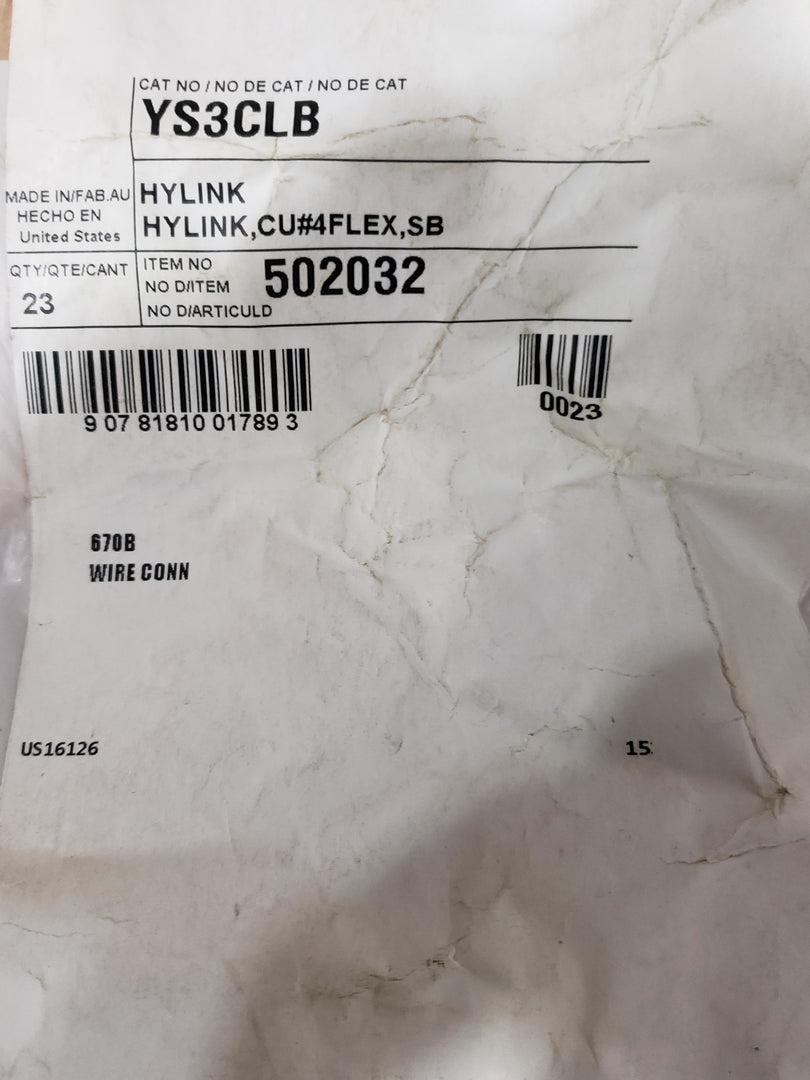 CAT NO / NO DE CAT / NO DE CAT
YS3CLB
MADE IN/FAB.AU
HECHO EN
United States
HYLINK
HYLINK,CU#4FLEX,SB
QTY/QTE/CANT
23
ITEM NO
NO D/ITEM
NO D/ARTICULD
502032
9 07 81810 01789 3
0023
670B
WIRE CONN
US16126
15